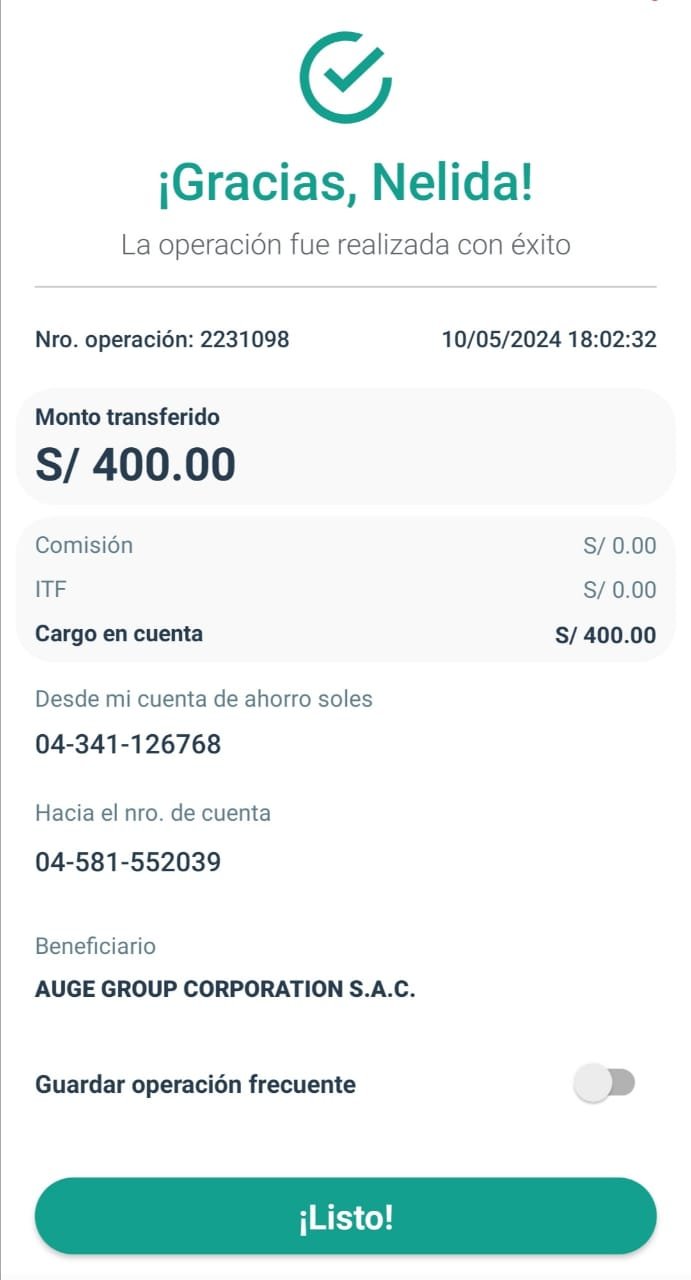 ¡Gracias, Nelida!
La operación fue realizada con éxito
Nro. operación: 2231098 10/05/2024 18:02:32
Monto transferido
S/ 400.00
Comisión S/ 0.00
ITF S/ 0.00
Cargo en cuenta S/ 400.00
Desde mi cuenta de ahorro soles
04-341-126768
Hacia el nro. de cuenta
04-581-552039
Beneficiario
AUGE GROUP CORPORATION S.A.C.
Guardar operación frecuente
¡Listo!